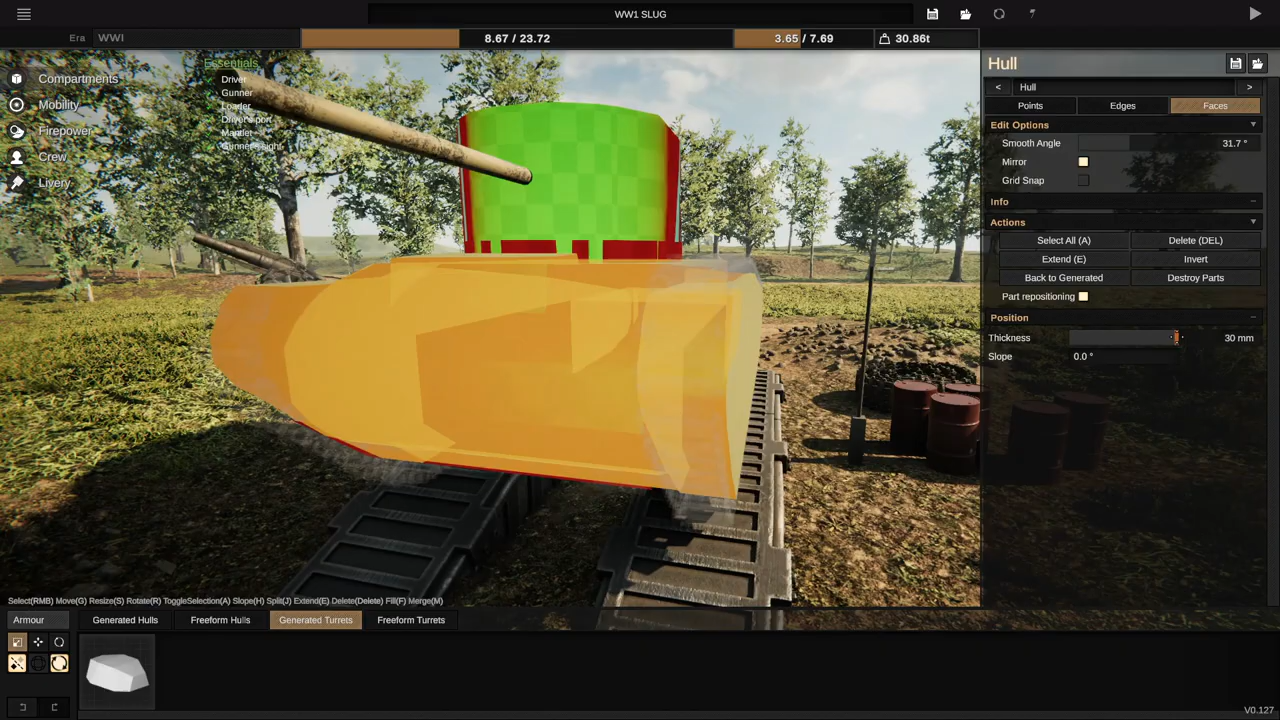 WW1 SLUG
Era WWI
8.67 / 23.72
3.65 / 7.69
30.86t
Compartments
Mobility
Firepower
Crew
Livery
Essentials
Driver
Gunner
Loader
Driver's port
Mantlet
Gunner's sight
Hull
< Hull >
Points Edges Faces
Edit Options
Smooth Angle 31.7 °
Mirror
Grid Snap
Info
Actions
Select All (A) Delete (DEL)
Extend (E) Invert
Back to Generated Destroy Parts
Part repositioning
Position
Thickness 30 mm
Slope 0.0 °
Select(RMB) Move(G) Resize(S) Rotate(R) ToggleSelection(A) Slope(H) Split(J) Extend(E) Delete(Delete) Fill(F) Merge(M)
Armour Generated Hulls Freeform Hulls Generated Turrets Freeform Turrets
V0.127